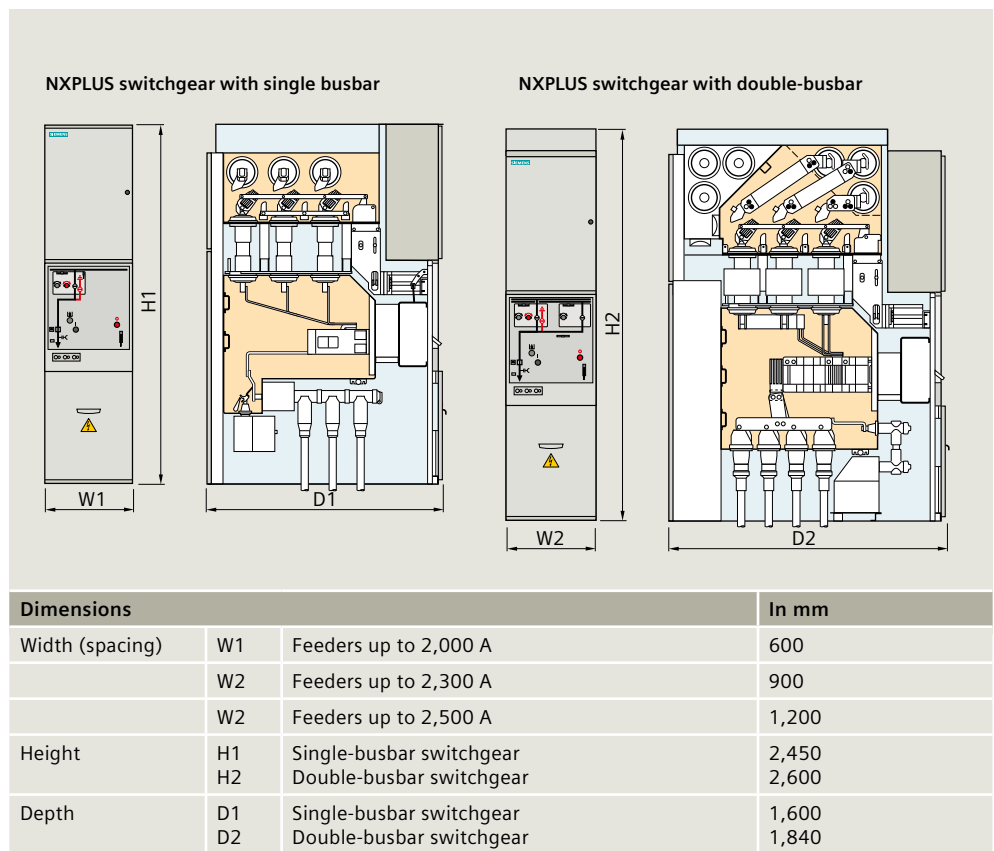 NXPLUS switchgear with single busbar
NXPLUS switchgear with double-busbar
SIEMENS
SIEMENS
H1
H2
W1
D1
W2
D2
Dimensions In mm
Width (spacing) W1 Feeders up to 2,000 A 600
W2 Feeders up to 2,300 A 900
W2 Feeders up to 2,500 A 1,200
Height H1 Single-busbar switchgear 2,450
H2 Double-busbar switchgear 2,600
Depth D1 Single-busbar switchgear 1,600
D2 Double-busbar switchgear 1,840